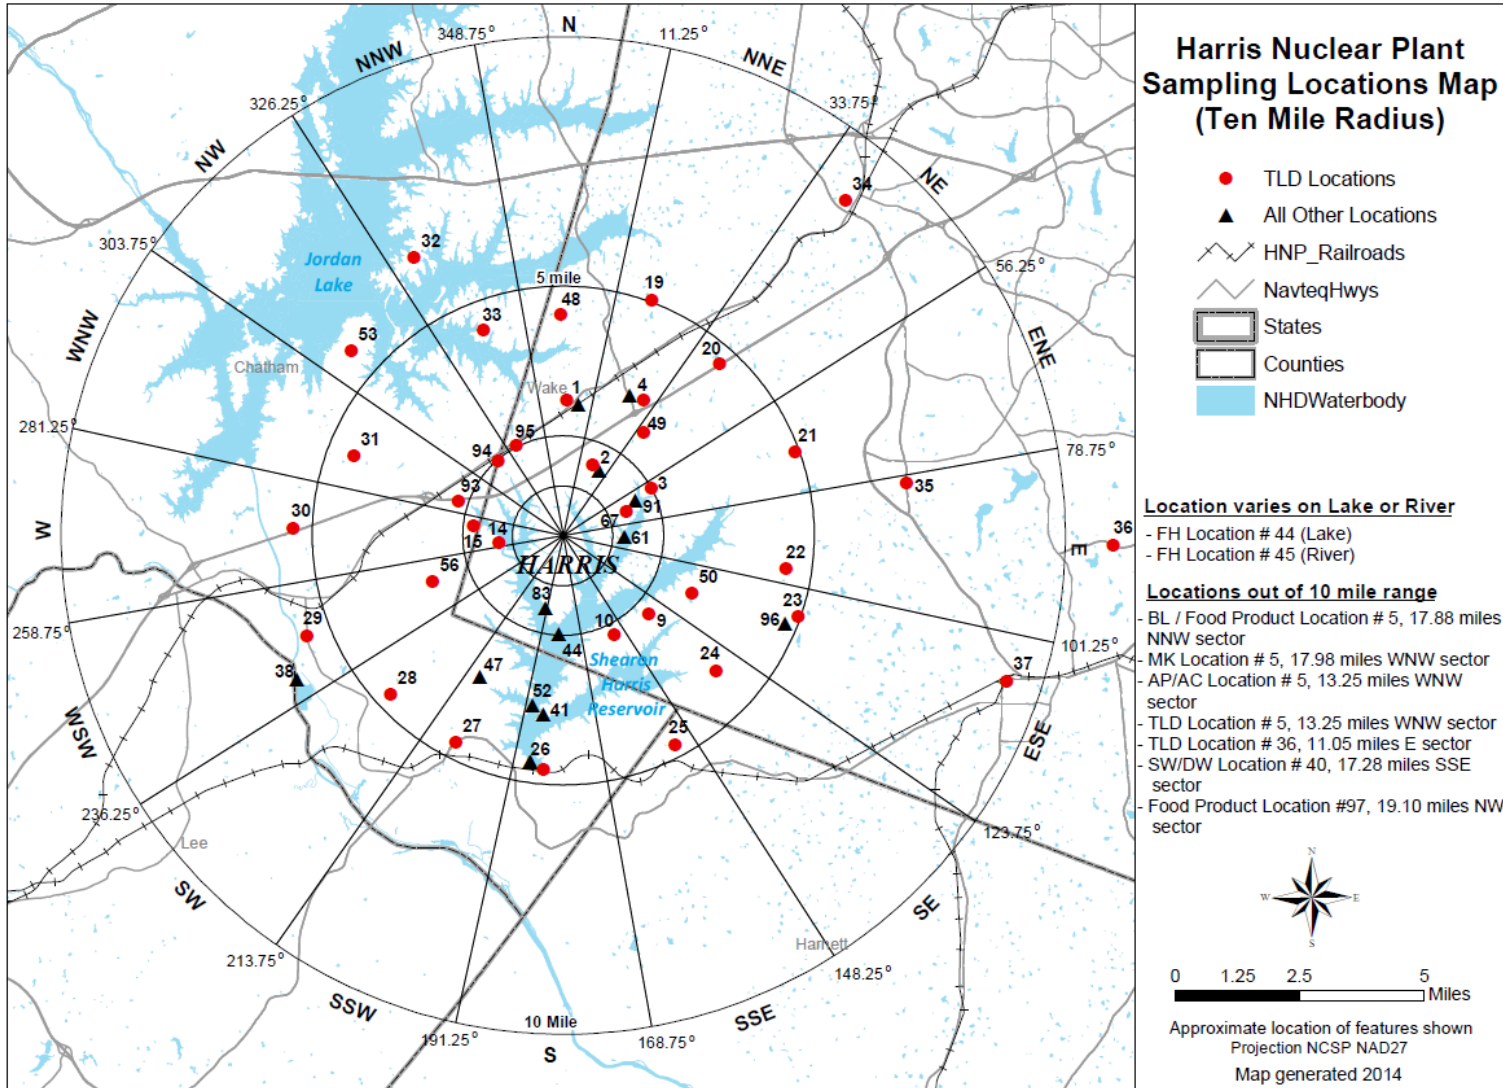 N
348.75°
11.25°
NNW
NNE
326.25°
33.75°
NW
NE
34
303.75°
32
Jordan
Lake
56.25°
5 mile
19
48
33
WNW
53
ENE
20
Chatham
Wake
1
4
281.25°
49
95
21
94
78.75°
2
3
31
93
35
91
30
67
36
W
14
15
61
E
HARRIS
22
56
50
83
23
258.75°
10
9
96
29
44
101.25°
Shearon
Harris
Reservoir
24
37
47
38
52
28
41
WSW
27
25
26
ESE
236.25°
123.75°
Lee
SW
SE
Harnett
213.75°
148.25°
SSW
SSE
10 Mile
191.25°
168.75°
S
Harris Nuclear Plant
Sampling Locations Map
(Ten Mile Radius)
TLD Locations
All Other Locations
HNP_Railroads
NavteqHwys
States
Counties
NHDWaterbody
Location varies on Lake or River
- FH Location # 44 (Lake)
- FH Location # 45 (River)
Locations out of 10 mile range
- BL / Food Product Location # 5, 17.88 miles
NNW sector
- MK Location # 5, 17.98 miles WNW sector
- AP/AC Location # 5, 13.25 miles WNW
sector
- TLD Location # 5, 13.25 miles WNW sector
- TLD Location # 36, 11.05 miles E sector
- SW/DW Location # 40, 17.28 miles SSE
sector
- Food Product Location #97, 19.10 miles NW
sector
N
W
E
S
0 1.25 2.5 5
Miles
Approximate location of features shown
Projection NCSP NAD27
Map generated 2014